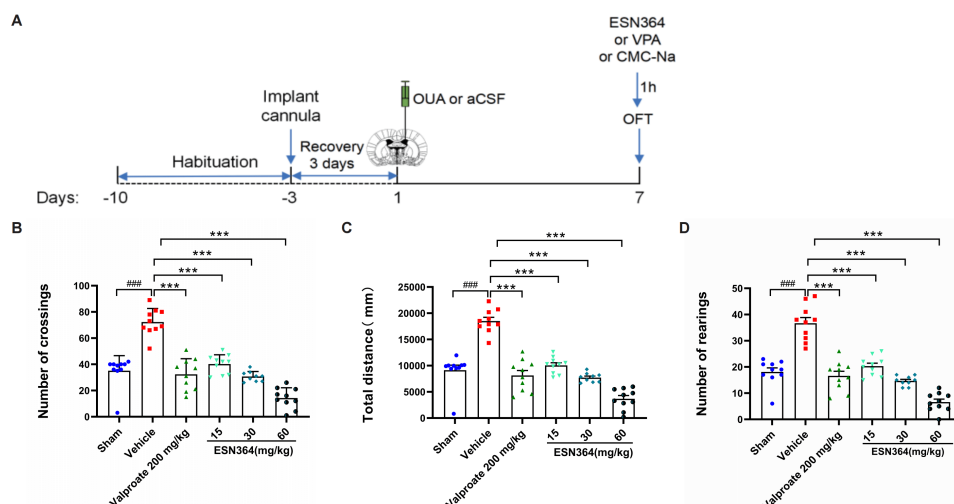 A
ESN364
or VPA
or CMC-Na
1h
OFT
OUA or aCSF
Implant
cannula
Recovery
3 days
Habituation
Days: -10 -3 1 7
B
***
***
***
### ***
Number of crossings
100
80
60
40
20
0
Sham
Vehicle
Valproate 200 mg/kg
15
30
60
ESN364(mg/kg)
C
***
***
***
### ***
Total distance( mm)
25000
20000
15000
10000
5000
0
Sham
Vehicle
Valproate 200 mg/kg
15
30
60
ESN364(mg/kg)
D
***
***
***
### ***
Number of rearings
50
40
30
20
10
0
Sham
Vehicle
Valproate 200 mg/kg
15
30
60
ESN364(mg/kg)